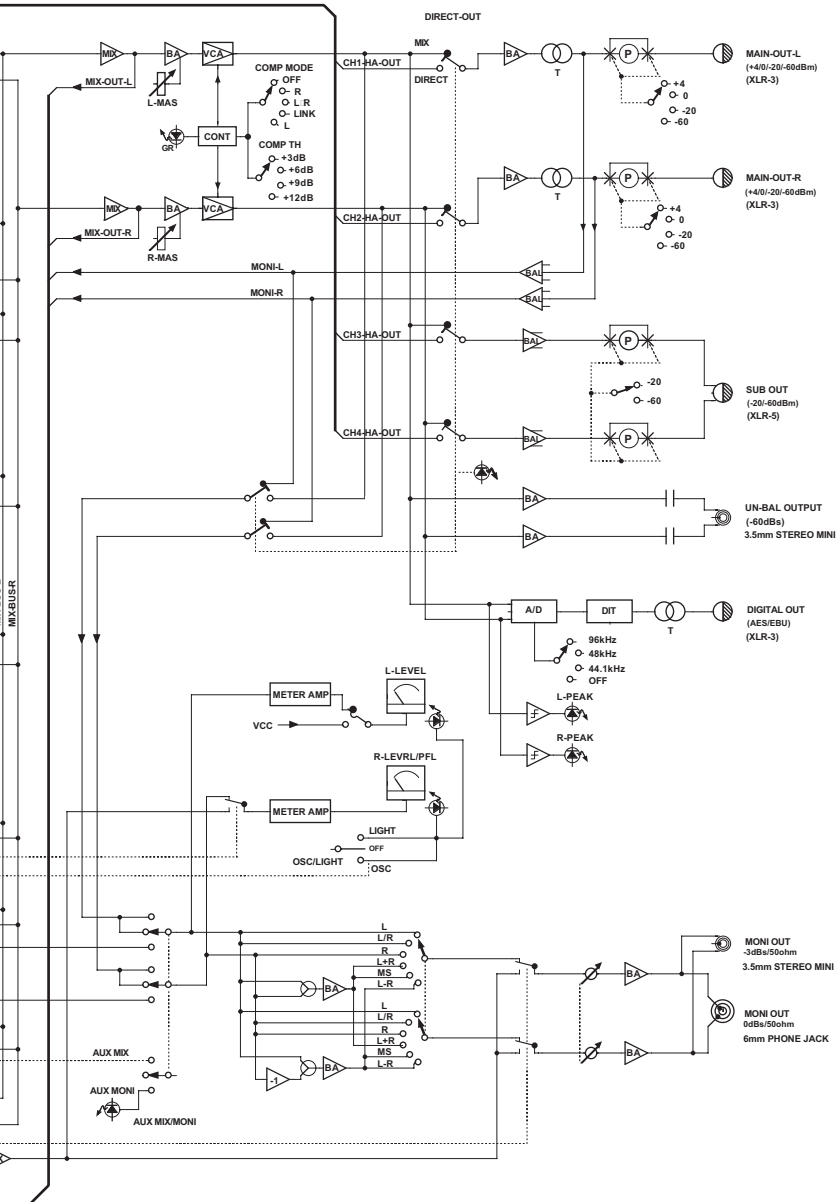 DIRECT-OUT
MIX
BA
VCA
MIX
BA
T
P
MAIN-OUT-L
(+4/0/-20/-60dBm)
(XLR-3)
CH1-HA-OUT
DIRECT
MIX-OUT-L
L-MAS
COMP MODE
OFF
R
L/R
LINK
L
+4
0
-20
-60
GR
CONT
COMP TH
+3dB
+6dB
+9dB
+12dB
MIX
BA
VCA
BA
T
P
MAIN-OUT-R
(+4/0/-20/-60dBm)
(XLR-3)
CH2-HA-OUT
MIX-OUT-R
R-MAS
+4
0
-20
-60
MONI-L
BAL
MONI-R
BAL
CH3-HA-OUT
BAL
P
-20
-60
SUB OUT
(-20/-60dBm)
(XLR-5)
CH4-HA-OUT
BAL
P
BA
BA
UN-BAL OUTPUT
(-60dBs)
3.5mm STEREO MINI
MIX-BUS-R
A/D
DIT
T
DIGITAL OUT
(AES/EBU)
(XLR-3)
96kHz
48kHz
44.1kHz
OFF
L-PEAK
R-PEAK
L-LEVEL
METER AMP
VCC
R-LEVRL/PFL
METER AMP
LIGHT
OFF
OSC/LIGHT
OSC
L
L/R
R
L+R
MS
L-R
BA
L
L/R
R
L+R
MS
L-R
BA
-1
BA
BA
MONI OUT
-3dBs/50ohm
3.5mm STEREO MINI
MONI OUT
0dBs/50ohm
6mm PHONE JACK
AUX MIX
AUX MONI
AUX MIX/MONI